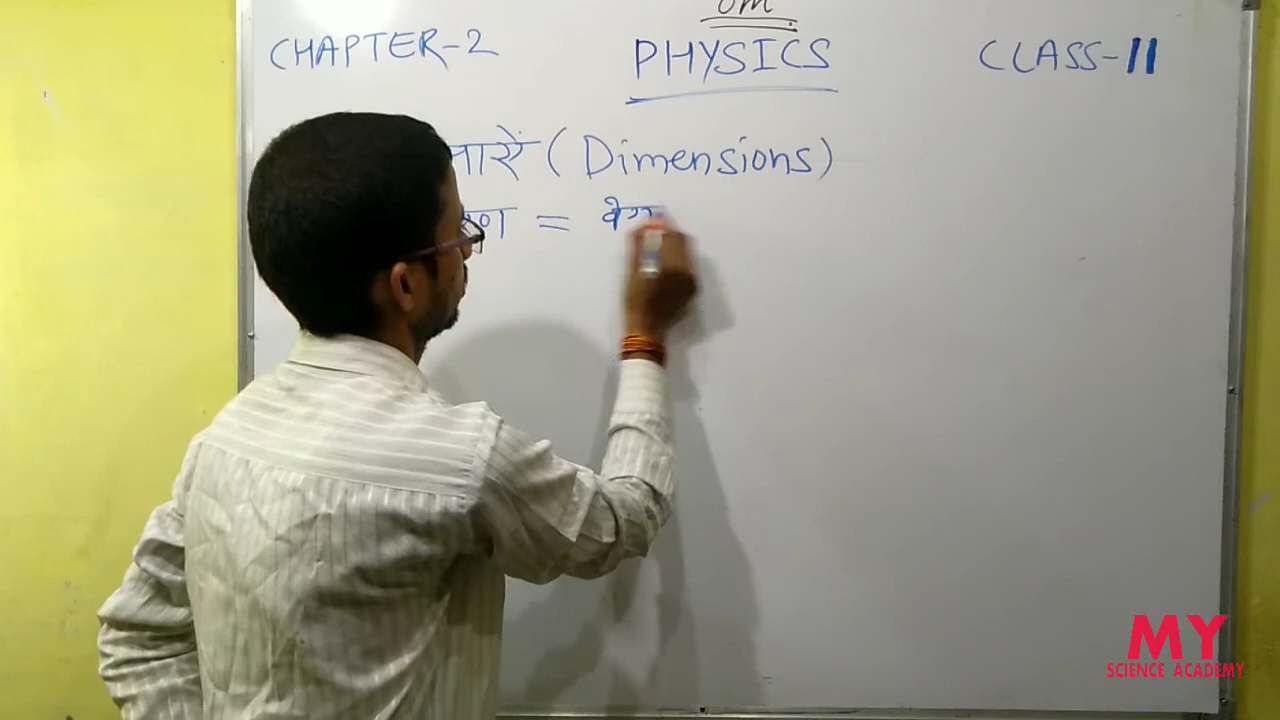 om
CHAPTER-2 PHYSICS CLASS-11
(Dimensions)
=
MY
SCIENCE ACADEMY